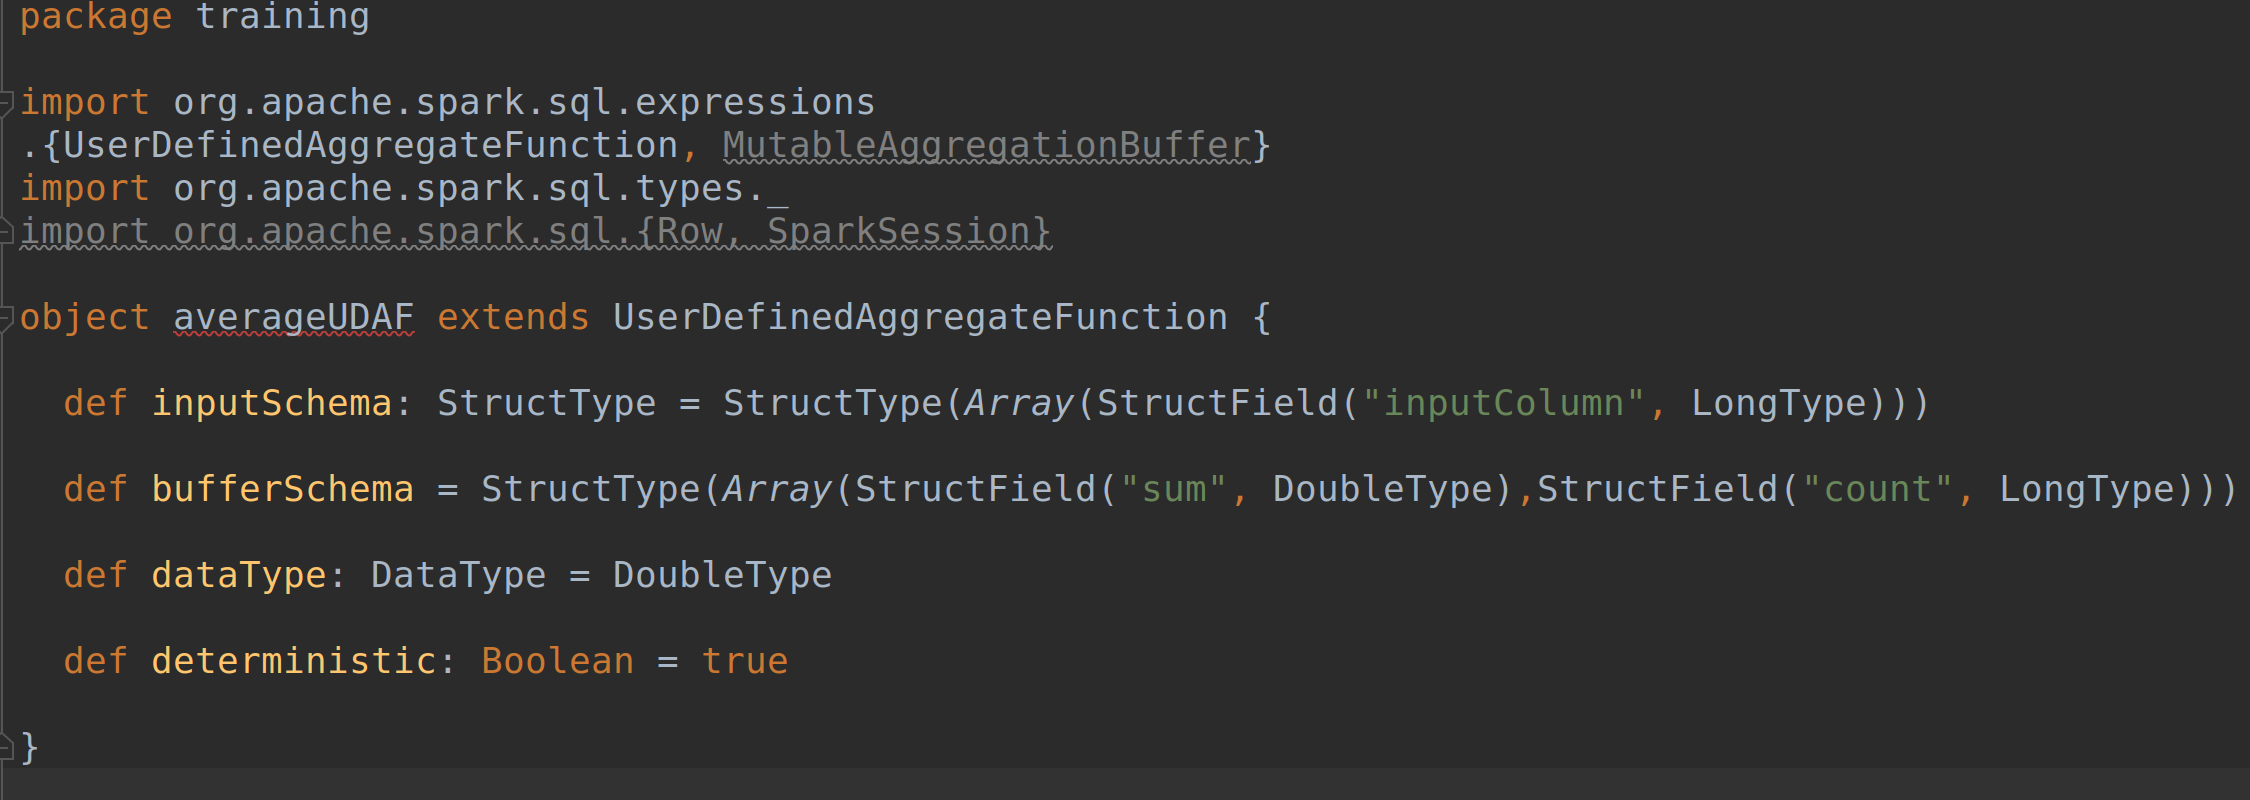 package training
import org.apache.spark.sql.expressions
.{UserDefinedAggregateFunction, MutableAggregationBuffer}
import org.apache.spark.sql.types._
import org.apache.spark.sql.{Row, SparkSession}
object averageUDAF extends UserDefinedAggregateFunction {
def inputSchema: StructType = StructType(Array(StructField("inputColumn", LongType)))
def bufferSchema = StructType(Array(StructField("sum", DoubleType),StructField("count", LongType)))
def dataType: DataType = DoubleType
def deterministic: Boolean = true
}